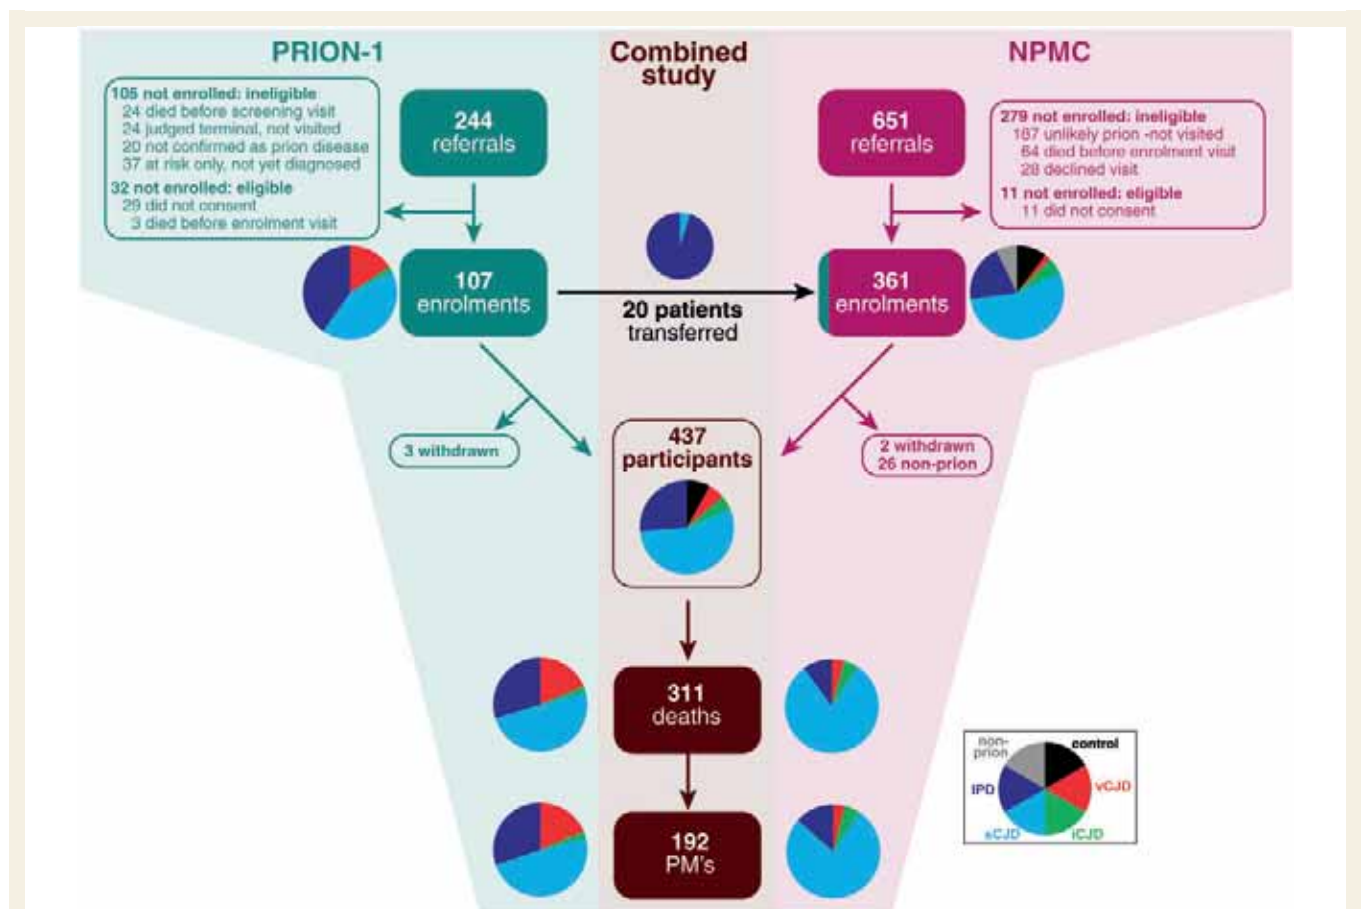 PRION-1
Combined
study
NPMC
105 not enrolled: ineligible
24 died before screening visit
24 judged terminal, not visited
20 not confirmed as prion disease
37 at risk only, not yet diagnosed
32 not enrolled: eligible
29 did not consent
3 died before enrolment visit
244
referrals
651
referrals
279 not enrolled: ineligible
187 unlikely prion -not visited
64 died before enrolment visit
28 declined visit
11 not enrolled: eligible
11 did not consent
107
enrolments
20 patients
transferred
361
enrolments
3 withdrawn
437
participants
2 withdrawn
26 non-prion
311
deaths
192
PM's
non-
prion
control
IPD
vCJD
sCJD
iCJD